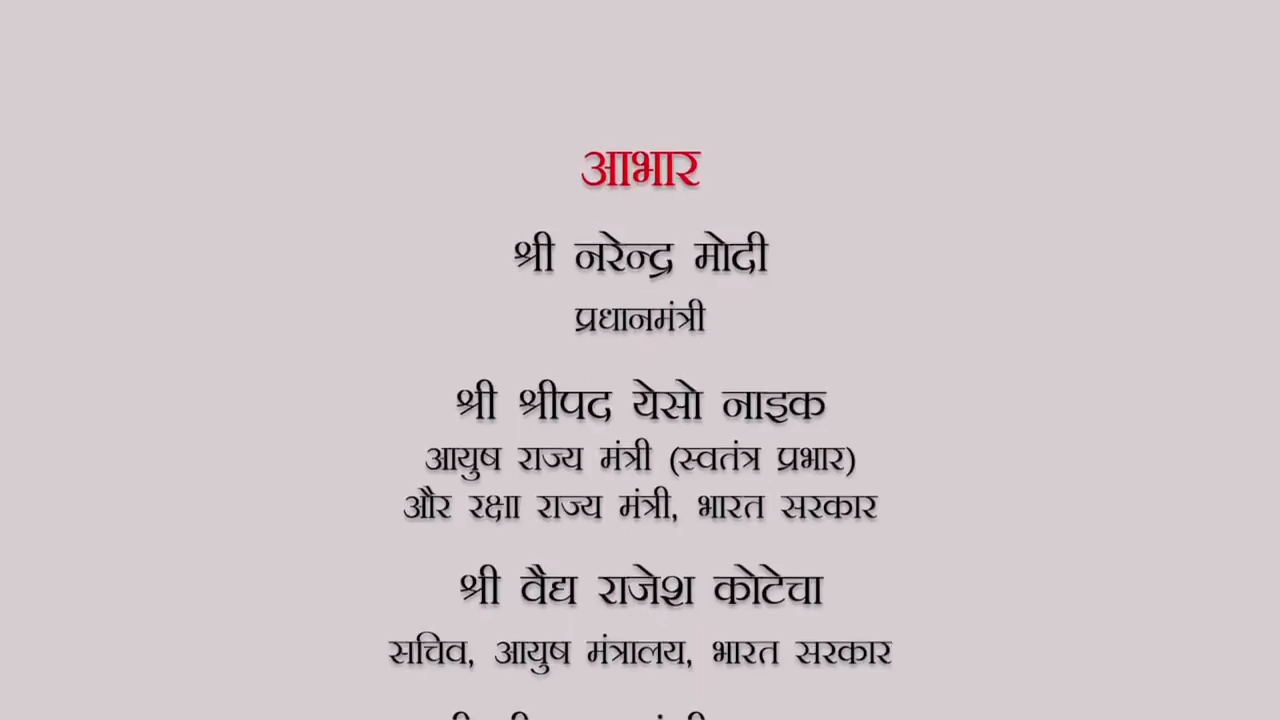 आभार
श्री नरेन्द्र मोदी
प्रधानमंत्री
श्री श्रीपद येसो नाइक
आयुष राज्य मंत्री (स्वतंत्र प्रभार)
और रक्षा राज्य मंत्री, भारत सरकार
श्री वैद्य राजेश कोटेचा
सचिव, आयुष मंत्रालय, भारत सरकार